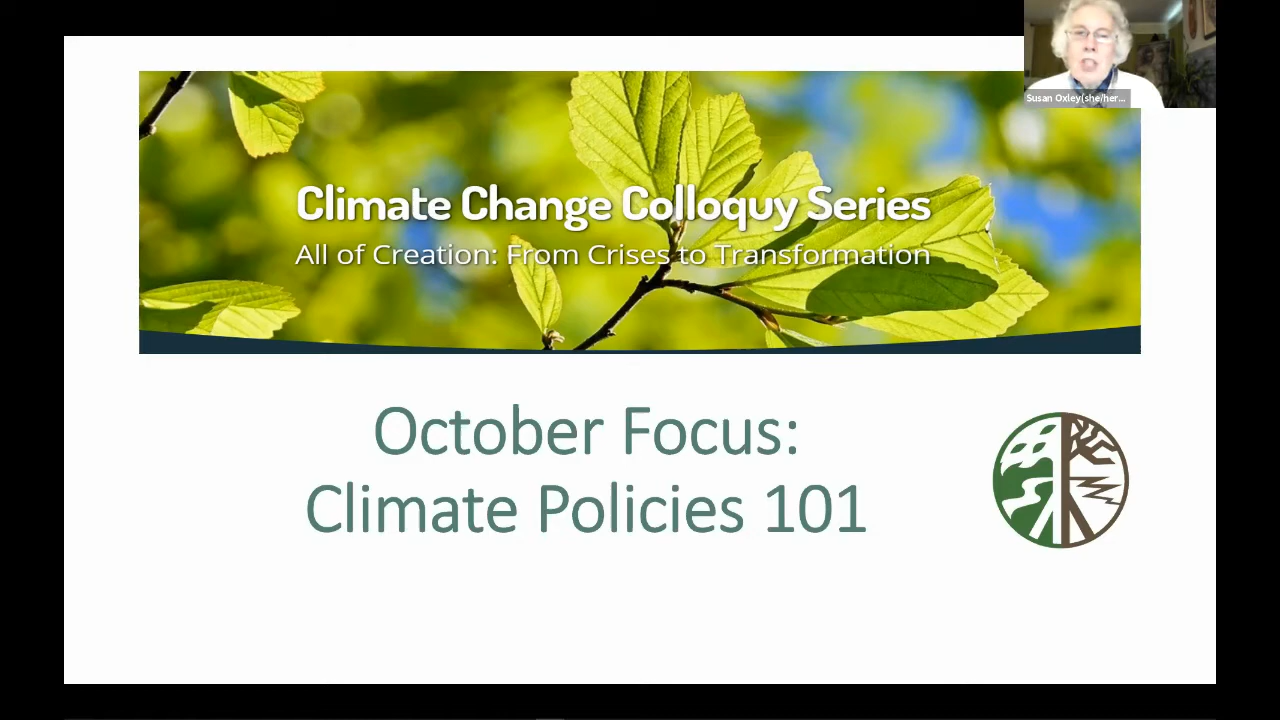 Susan Oxley(she/her...
Climate Change Colloquy Series
All of Creation: From Crises to Transformation
October Focus:
Climate Policies 101